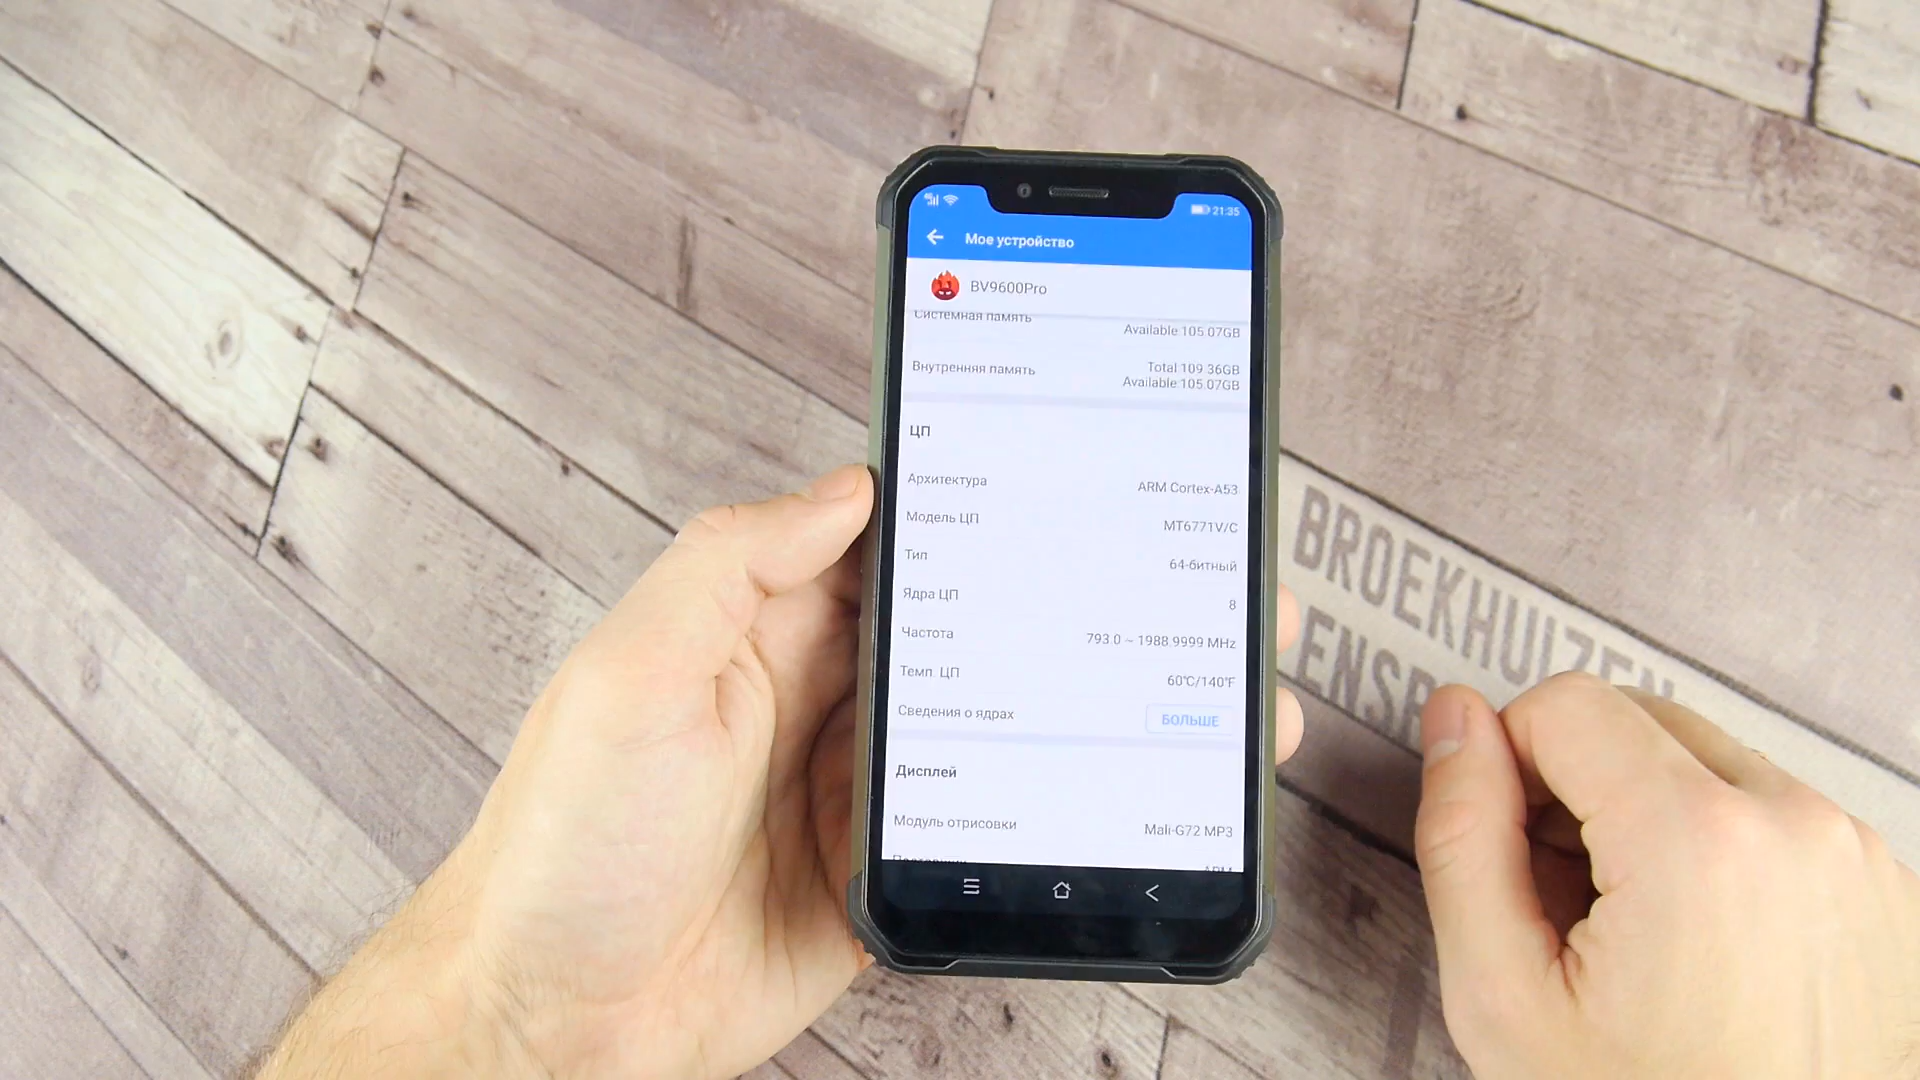 21:35
Мое устройство
BV9600Pro
Системная память
Available:105.07GB
Внутренняя память
Total:109.36GB
Available:105.07GB
ЦП
Архитектура
ARM Cortex-A53
Модель ЦП
MT6771V/C
Тип
64-битный
Ядра ЦП
8
Частота
793.0 ~ 1988.9999 MHz
Темп. ЦП
60°C/140°F
Сведения о ядрах
БОЛЬШЕ
Дисплей
Модуль отрисовки
Mali-G72 MP3
ARM
BROEKHUIZEN